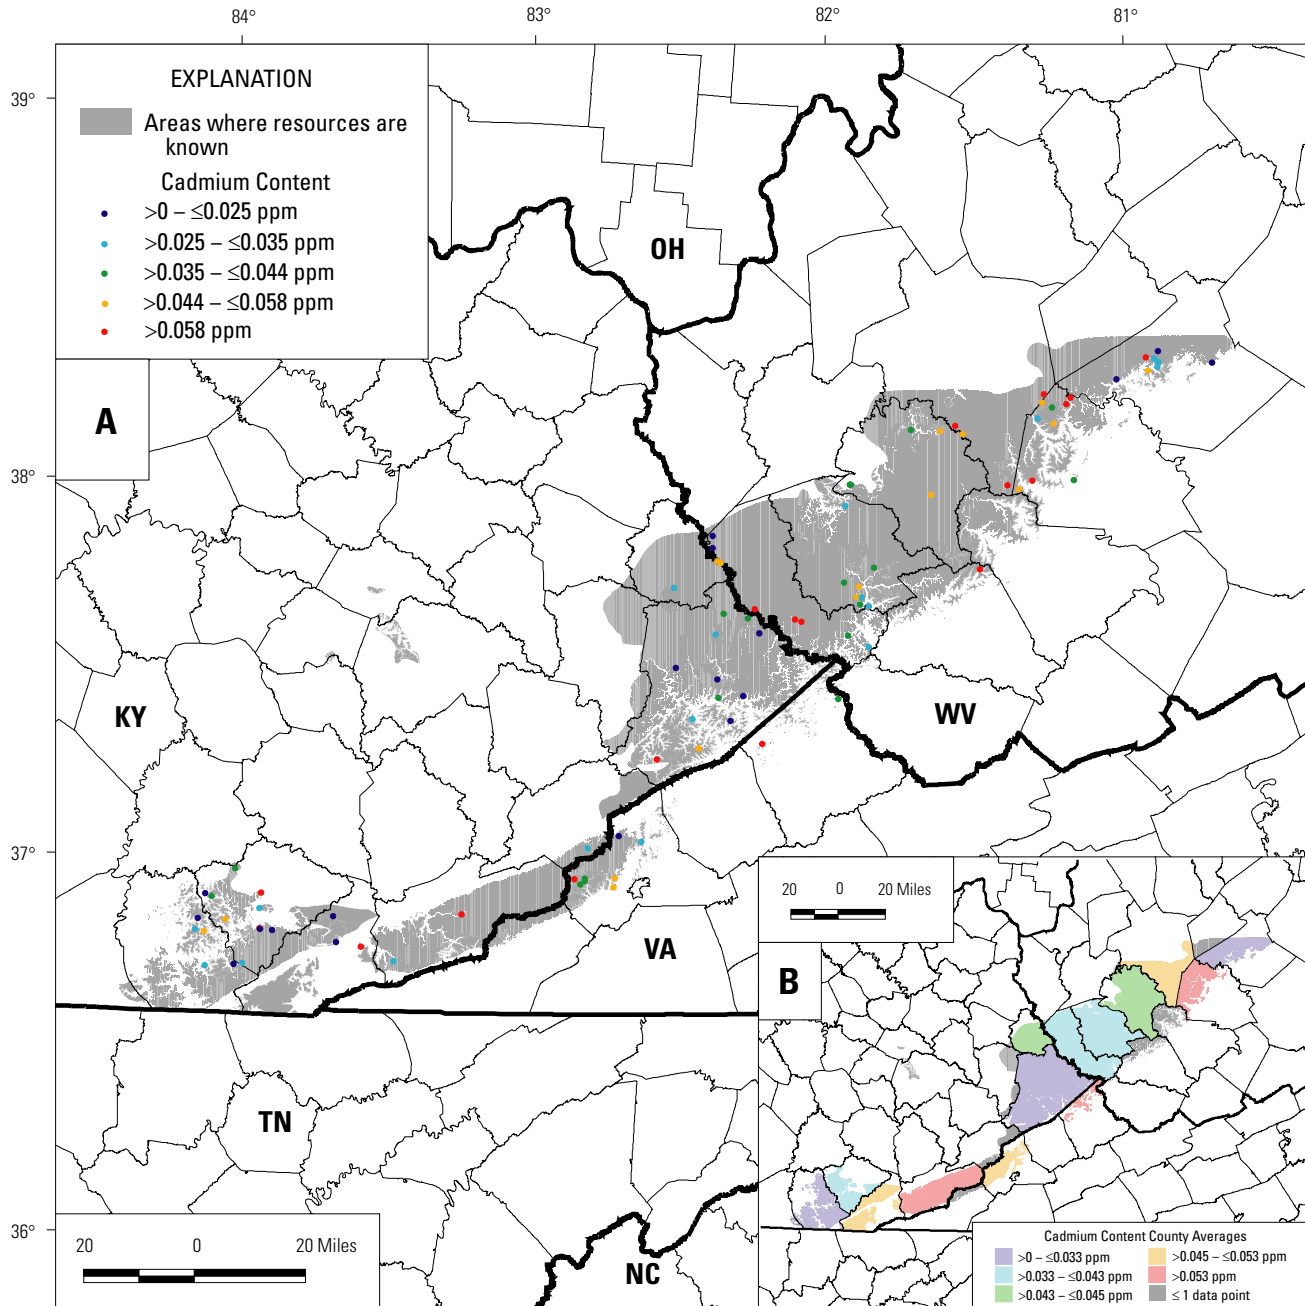 84°
83°
82°
81°
39°
38°
37°
36°
EXPLANATION
Areas where resources are
known
Cadmium Content
>0 – ≤0.025 ppm
>0.025 – ≤0.035 ppm
>0.035 – ≤0.044 ppm
>0.044 – ≤0.058 ppm
>0.058 ppm
A
OH
KY
WV
VA
TN
NC
20 0 20 Miles
20 0 20 Miles
B
Cadmium Content County Averages
>0 – ≤0.033 ppm
>0.033 – ≤0.043 ppm
>0.043 – ≤0.045 ppm
>0.045 – ≤0.053 ppm
>0.053 ppm
≤ 1 data point